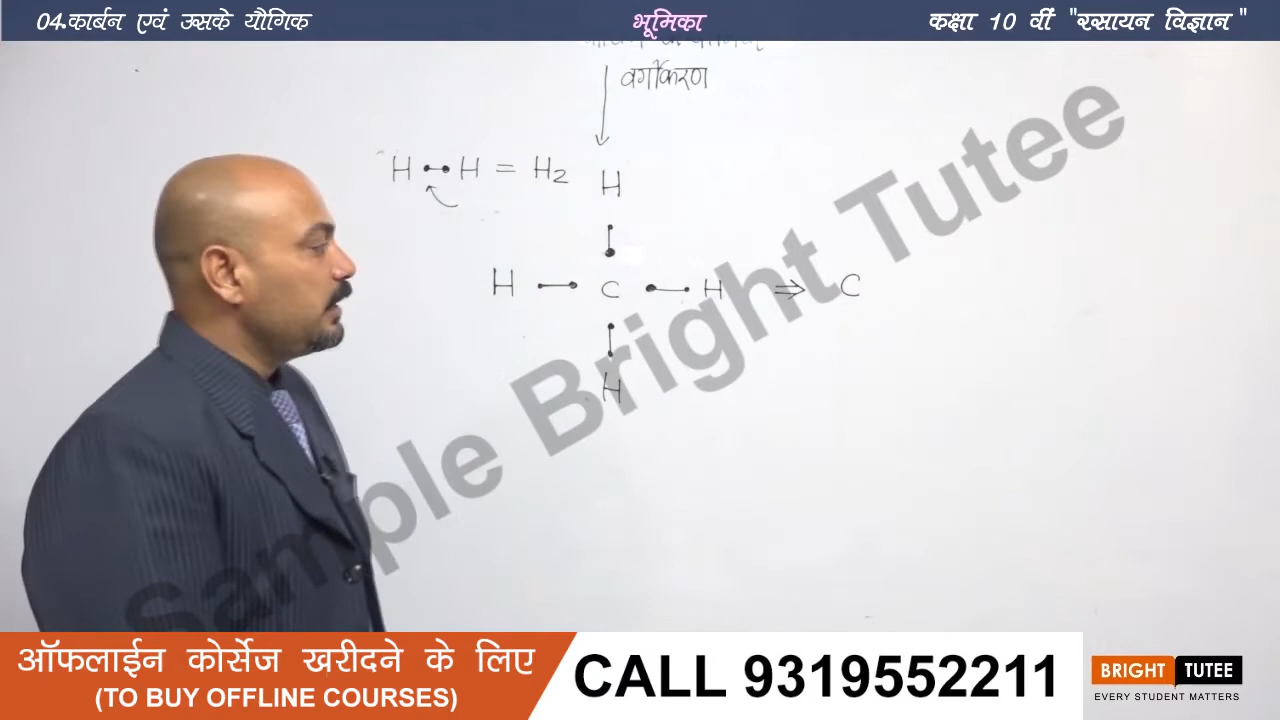 04.कार्बन एवं उसके यौगिक
भूमिका
कक्षा 10 वीं "रसायन विज्ञान"
वर्गीकरण
H H = H2
H
H C H ⇒ C
H
Sample Bright Tutee
ऑफलाईन कोर्सेज खरीदने के लिए
(TO BUY OFFLINE COURSES)
CALL 9319552211
BRIGHT TUTEE
EVERY STUDENT MATTERS